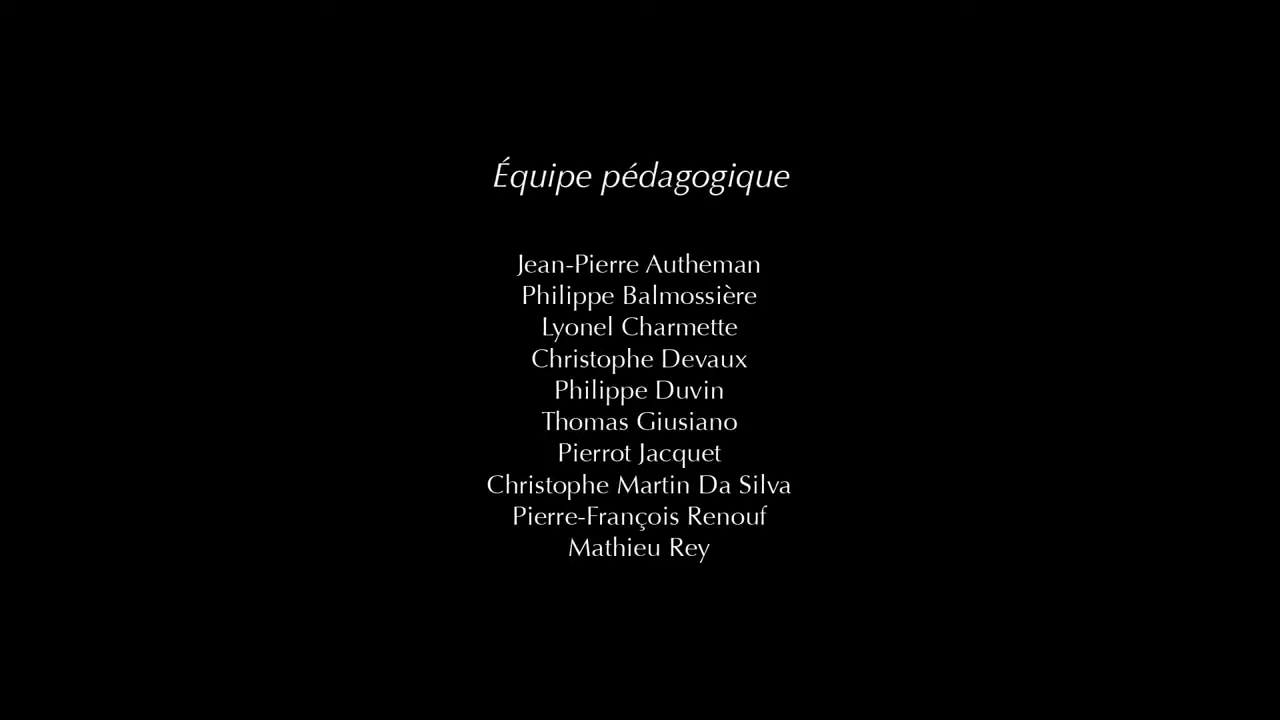 Équipe pédagogique
Jean-Pierre Autheman
Philippe Balmossière
Lyonel Charmette
Christophe Devaux
Philippe Duvin
Thomas Giusiano
Pierrot Jacquet
Christophe Martin Da Silva
Pierre-François Renouf
Mathieu Rey